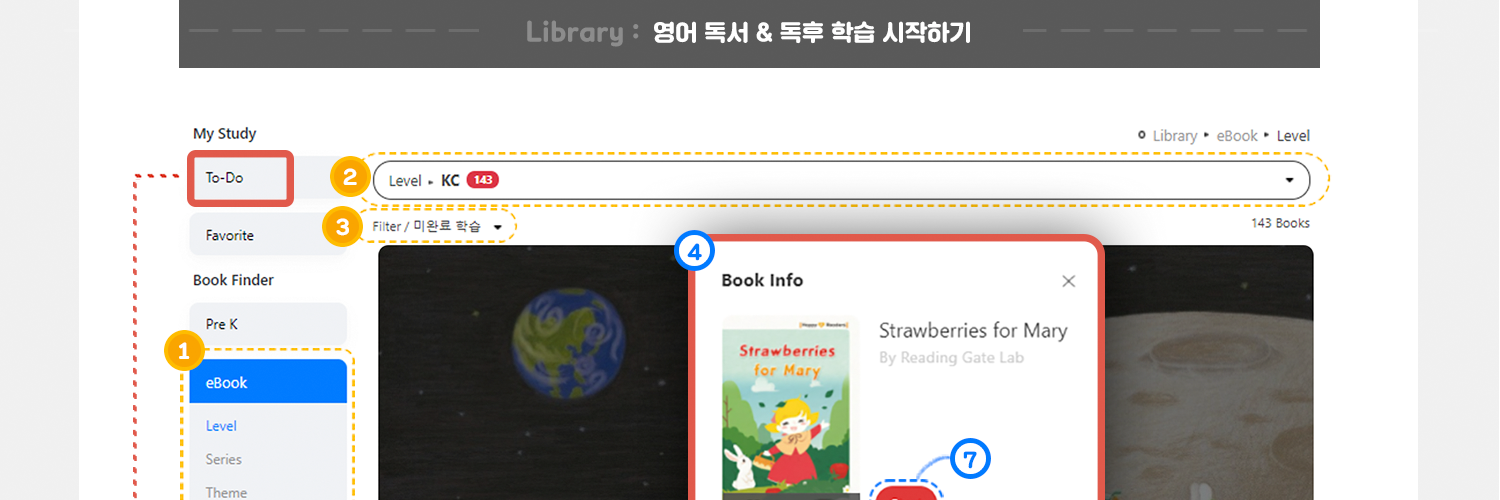 Library : 영어 독서 & 독후 학습 시작하기
My Study
Library ▸ eBook ▸ Level
To-Do
2
Level ▸ KC 143
3
Filter / 미완료 학습
143 Books
Favorite
4
Book Info
Book Finder
Pre K
1
eBook
Level
Series
Theme
Happy Readers
Strawberries
for Mary
Strawberries for Mary
By Reading Gate Lab
7